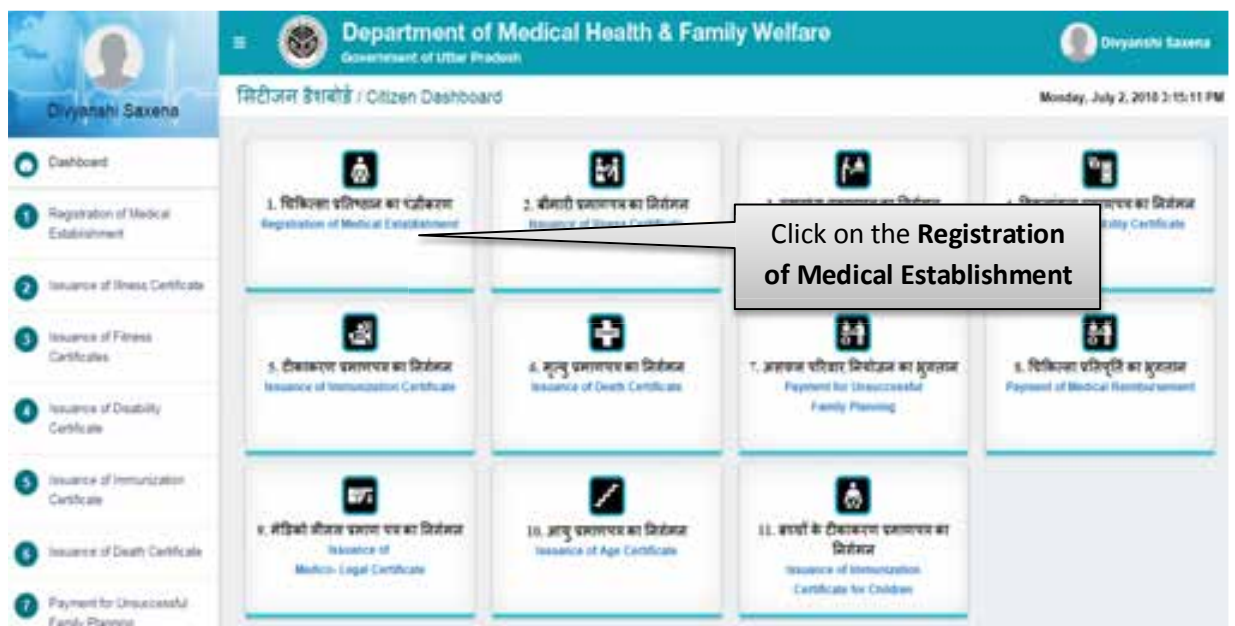 Divyanshi Saxena
Dashboard
1 Registration of Medical
Establishment
2 Issuance of Illness Certificate
3 Issuance of Fitness
Certificates
4 Issuance of Disability
Certificate
5 Issuance of Immunization
Certificate
6 Issuance of Death Certificate
7 Payment for Unsuccessful
Family Planning
Department of Medical Health & Family Welfare
Government of Uttar Pradesh
Divyanshi Saxena
सिटीजन डैशबोर्ड / Citizen Dashboard
Monday, July 2, 2018 3:15:11 PM
1. चिकित्सा प्रतिष्ठान का पंजीकरण
Registration of Medical Establishment
2. बीमारी प्रमाणपत्र का निर्गमन
Issuance of Illness Certificate
Click on the Registration
of Medical Establishment
5. टीकाकरण प्रमाणपत्र का निर्गमन
Issuance of Immunization Certificate
6. मृत्यु प्रमाणपत्र का निर्गमन
Issuance of Death Certificate
7. असफल परिवार नियोजन का भुगतान
Payment for Unsuccessful
Family Planning
8. चिकित्सा प्रतिपूर्ति का भुगतान
Payment of Medical Reimbursement
9. मेडिको लीगल प्रमाण पत्र का निर्गमन
Issuance of
Medico- Legal Certificate
10. आयु प्रमाणपत्र का निर्गमन
Issuance of Age Certificate
11. बच्चों के टीकाकरण प्रमाणपत्र का
निर्गमन
Issuance of Immunization
Certificate for Children